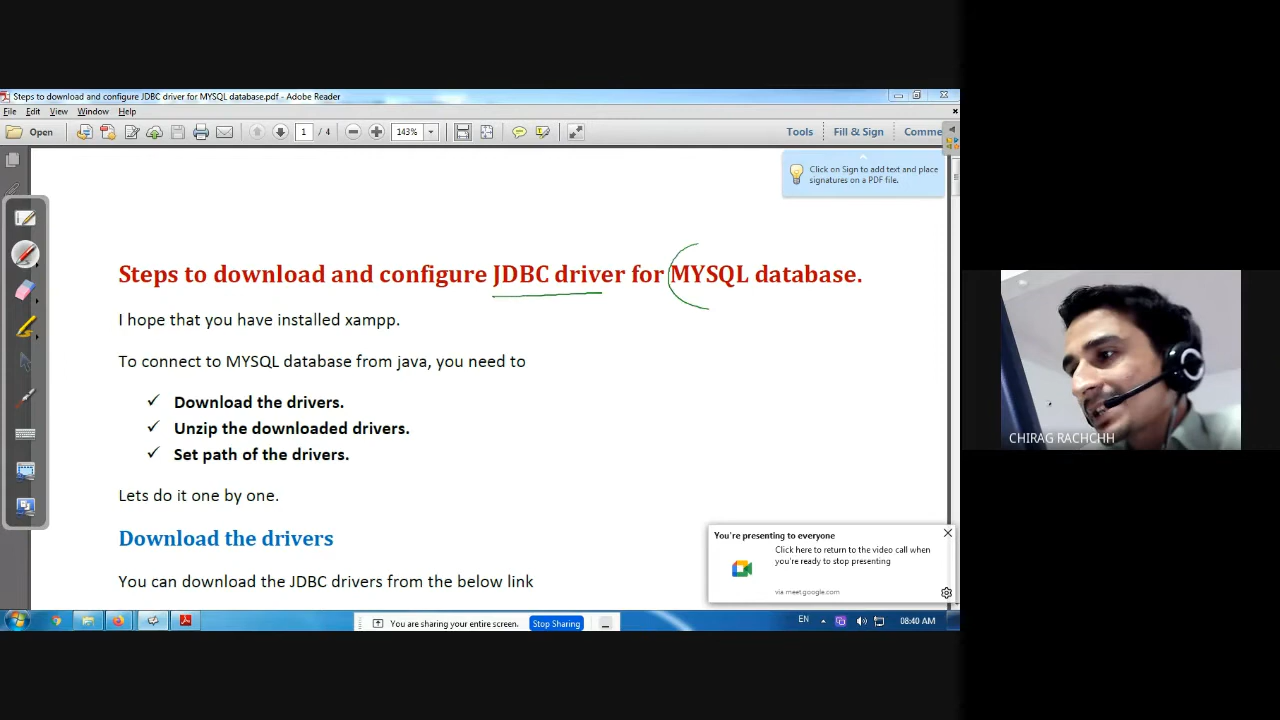 Steps to download and configure JDBC driver for MYSQL database.pdf - Adobe Reader
File Edit View Window Help
Open 1 / 4 143% Tools Fill & Sign Comme
Click on Sign to add text and place
signatures on a PDF file.
Steps to download and configure JDBC driver for MYSQL database.
I hope that you have installed xampp.
To connect to MYSQL database from java, you need to
✓ Download the drivers.
✓ Unzip the downloaded drivers.
✓ Set path of the drivers.
Lets do it one by one.
Download the drivers
You can download the JDBC drivers from the below link
You're presenting to everyone
Click here to return to the video call when
you're ready to stop presenting
via meet.google.com
You are sharing your entire screen. Stop Sharing
EN 08:40 AM
CHIRAG RACHCHH